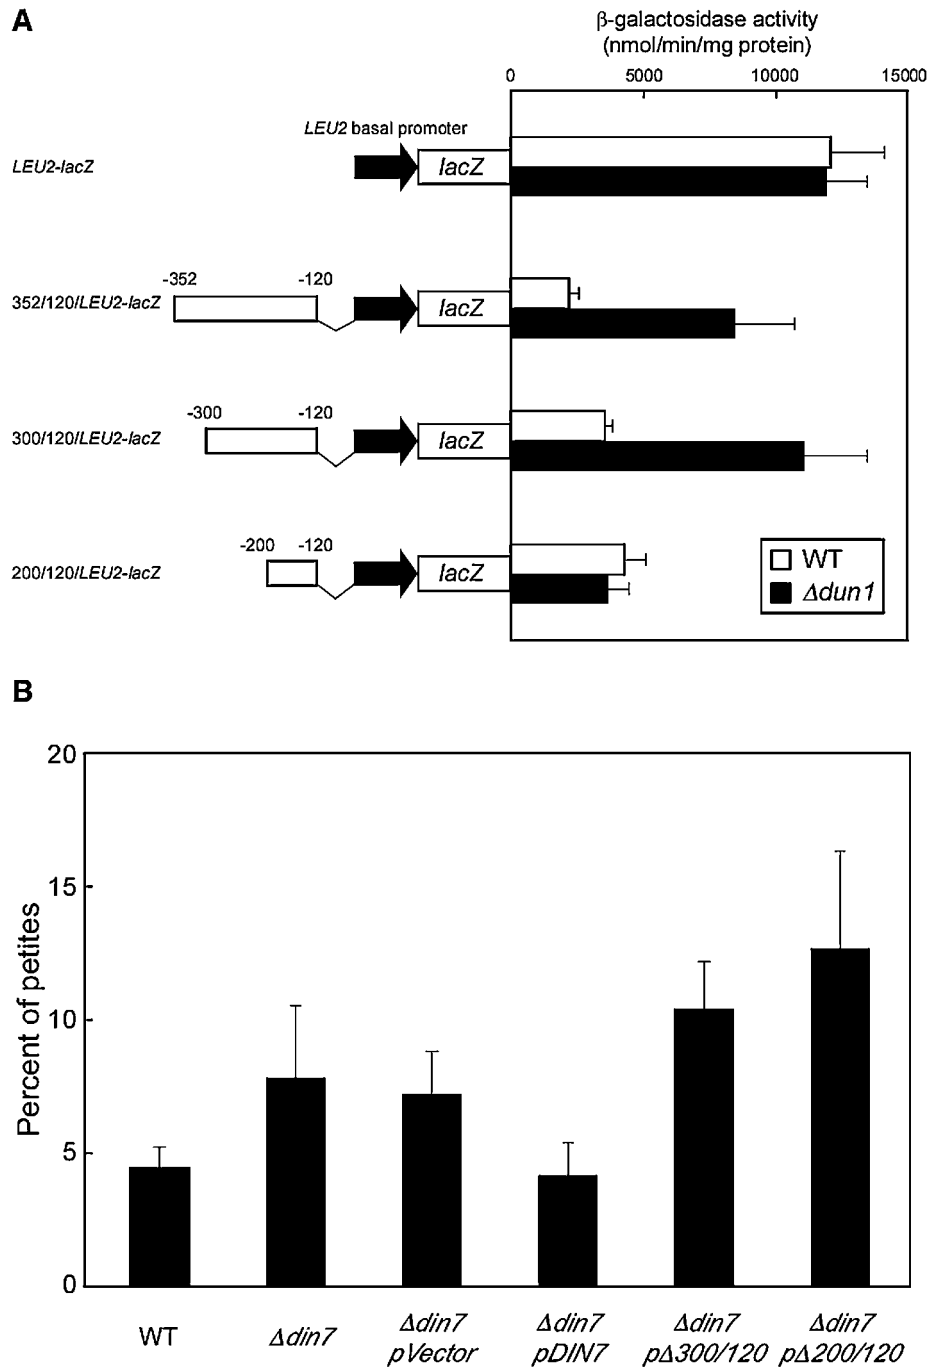 A
β-galactosidase activity
(nmol/min/mg protein)
0 5000 10000 15000
LEU2 basal promoter
LEU2-lacZ
lacZ
-352 -120
352/120/LEU2-lacZ
lacZ
-300 -120
300/120/LEU2-lacZ
lacZ
-200 -120
200/120/LEU2-lacZ
lacZ
WT
Δdun1
B
Percent of petites
20
15
10
5
0
WT
Δdin7
Δdin7
pVector
Δdin7
pDIN7
Δdin7
pΔ300/120
Δdin7
pΔ200/120